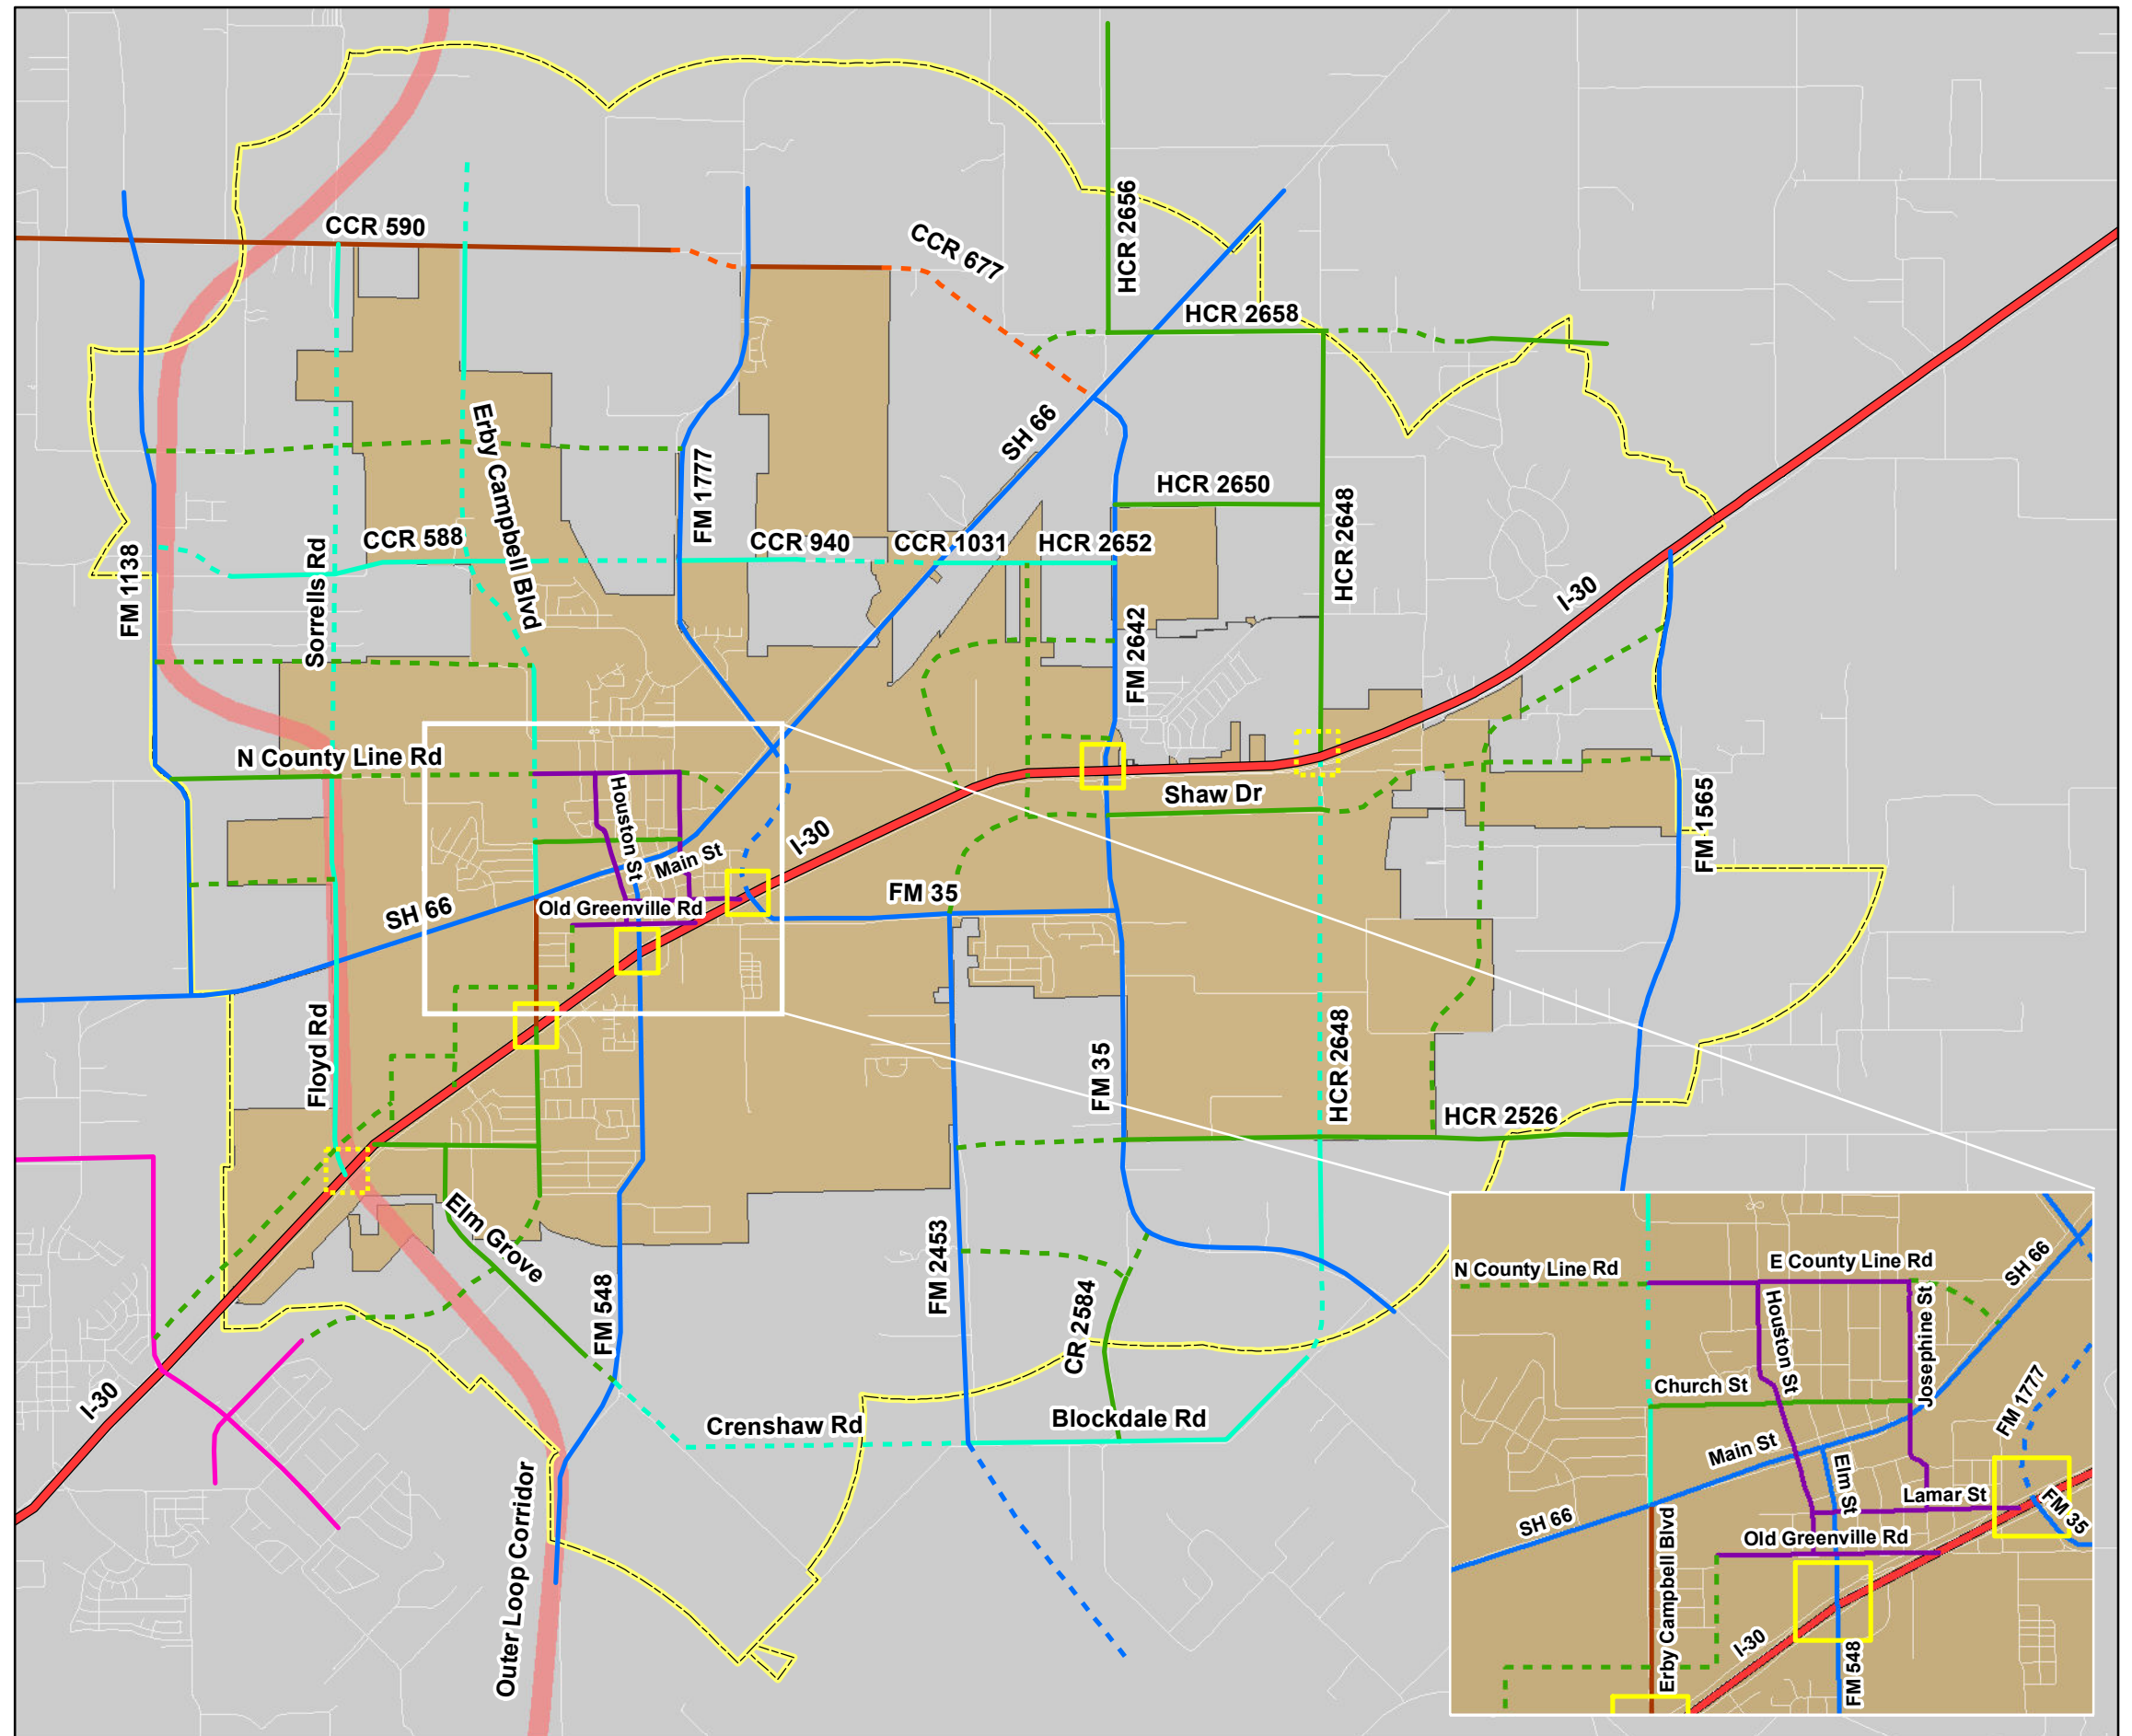 CCR 590
CCR 677
HCR 2656
HCR 2658
Erby Campbell Blvd
SH 66
FM 1777
HCR 2650
HCR 2648
CCR 588
CCR 940
CCR 1031
HCR 2652
FM 1138
Sorrells Rd
I-30
FM 2642
N County Line Rd
Houston St
Shaw Dr
FM 1565
I-30
Main St
FM 35
Old Greenville Rd
SH 66
Floyd Rd
FM 35
HCR 2648
HCR 2526
Elm Grove
FM 548
FM 2453
CR 2584
I-30
Crenshaw Rd
Blockdale Rd
Outer Loop Corridor
N County Line Rd
E County Line Rd
SH 66
Houston St
Josephine St
Church St
FM 1777
Main St
Elm St
Lamar St
FM 35
SH 66
Old Greenville Rd
Erby Campbell Blvd
I-30
FM 548